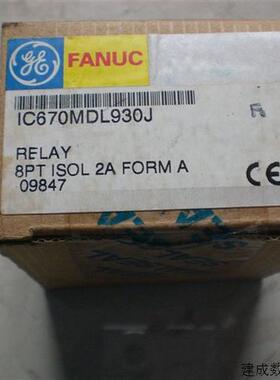 GE FANUC
IC670MDL930J
RELAY
8PT ISOL 2A FORM A
09847
CE
建成数